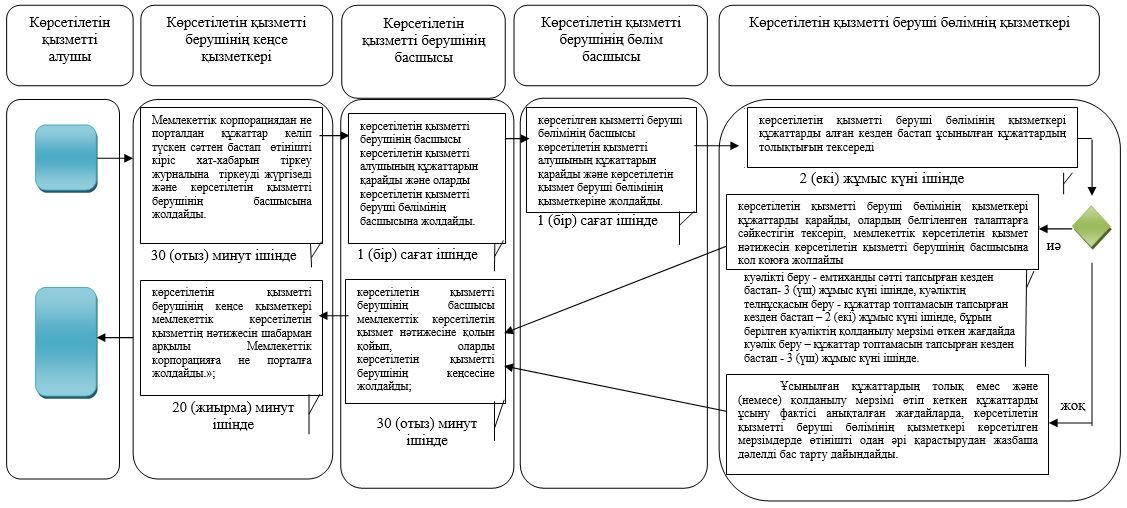 Көрсетілетін
қызметті
алушы
Көрсетілетін қызметті
берушінің кеңсе
қызметкері
Көрсетілетін
қызметті берушінің
басшысы
Көрсетілетін қызметті
берушінің бөлім
басшысы
Көрсетілетін қызметті беруші бөлімнің қызметкері
Мемлекеттік корпорациядан не
порталдан құжаттар келіп
түскен сәттен бастап өтінішті
кіріс хат-хабарын тіркеу
журналына тіркеуді жүргізеді
және көрсетілетін қызметті
берушінің басшысына
жолдайды.
30 (отыз) минут ішінде
көрсетілетін қызметті
берушінің басшысы
көрсетілетін қызметті
алушының құжаттарын
қарайды және оларды
көрсетілетін қызметті
беруші бөлімінің
басшысына жолдайды.
1 (бір) сағат ішінде
көрсетілген қызметті беруші
бөлімінің басшысы
көрсетілетін қызметті
алушының құжаттарын
қарайды және көрсетілетін
қызмет беруші бөлімінің
қызметкеріне жолдайды.
1 (бір) сағат ішінде
көрсетілетін қызметті беруші бөлімінің қызметкері
құжаттарды алған кезден бастап ұсынылған құжаттардың
толықтығын тексереді
2 (екі) жұмыс күні ішінде
көрсетілетін қызметті беруші бөлімінің қызметкері
құжаттарды қарайды, олардың белгіленген талаптарға
сәйкестігін тексеріп, мемлекеттік көрсетілетін қызмет
нәтижесін көрсетілетін қызметті берушінің басшысына
қол қоюға жолдайды
иә
куәлікті беру - емтиханды сәтті тапсырған кезден
бастап- 3 (үш) жұмыс күні ішінде, куәліктің
телнұсқасын беру - құжаттар топтамасын тапсырған
кезден бастап – 2 (екі) жұмыс күні ішінде, бұрын
берілген куәліктің қолданылу мерзімі өткен жағдайда
куәлік беру – құжаттар топтамасын тапсырған кезден
бастап - 3 (үш) жұмыс күні ішінде.
көрсетілетін қызметті
берушінің кеңсе қызметкері
мемлекеттік көрсетілетін
қызметтің нәтижесін шабарман
арқылы Мемлекеттік
корпорацияға не порталға
жолдайды.»;
20 (жиырма) минут
ішінде
көрсетілетін қызметті
берушінің басшысы
мемлекеттік көрсетілетін
қызмет нәтижесіне қолын
қойып, оларды
көрсетілетін қызметті
берушінің кеңсесіне
жолдайды;
30 (отыз) минут
ішінде
Ұсынылған құжаттардың толық емес және
(немесе) қолданылу мерзімі өтіп кеткен құжаттарды
ұсыну фактісі анықталған жағдайларда, көрсетілетін
қызметті беруші бөлімінің қызметкері көрсетілген
мерзімдерде өтінішті одан әрі қарастырудан жазбаша
дәлелді бас тарту дайындайды.
жоқ